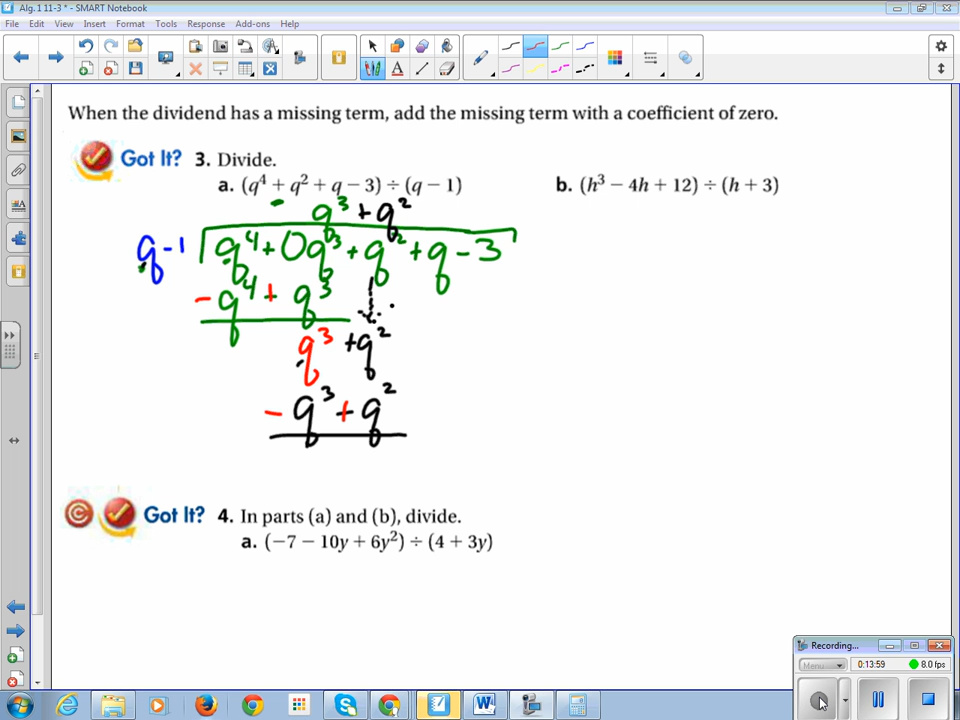 Alg.1 11-3 * - SMART Notebook
File Edit View Insert Format Tools Response Add-ons Help
When the dividend has a missing term, add the missing term with a coefficient of zero.
Got It? 3. Divide.
a. (q⁴ + q² + q − 3) ÷ (q − 1) b. (h³ − 4h + 12) ÷ (h + 3)
q³ + q²
q - 1 q⁴ + 0q³ + q² + q - 3
- q⁴ + q³
q³ + q²
- q³ + q²
© Got It? 4. In parts (a) and (b), divide.
a. (−7 − 10y + 6y²) ÷ (4 + 3y)
Recording...
Menu 0:13:59 8.0 fps